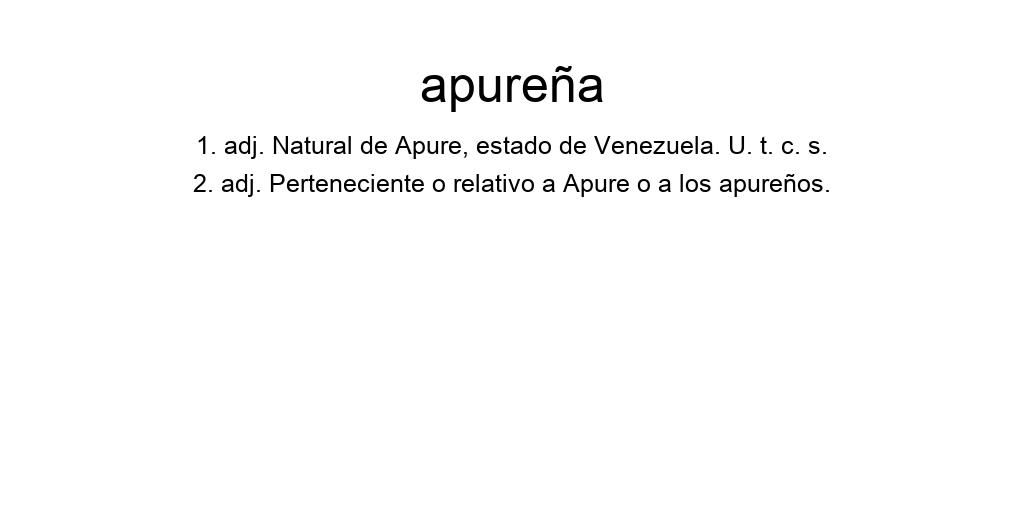 apureña
1. adj. Natural de Apure, estado de Venezuela. U. t. c. s.
2. adj. Perteneciente o relativo a Apure o a los apureños.